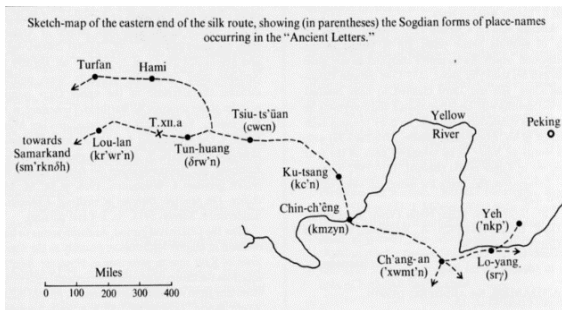 Sketch-map of the eastern end of the silk route, showing (in parentheses) the Sogdian forms of place-names
occurring in the “Ancient Letters.”
Turfan
Hami
T.XII.a
Tsiu-ts'üan
(cwcn)
Yellow
River
Peking
towards
Samarkand
(sm'rknδh)
Lou-lan
(kr'wr'n)
Tun-huang
(δrw'n)
Ku-tsang
(kc'n)
Chin-ch'êng
(kmzyn)
Yeh
('nkp')
Ch'ang-an
('xwmt'n)
Lo-yang
(srγ)
Miles
0 100 200 300 400